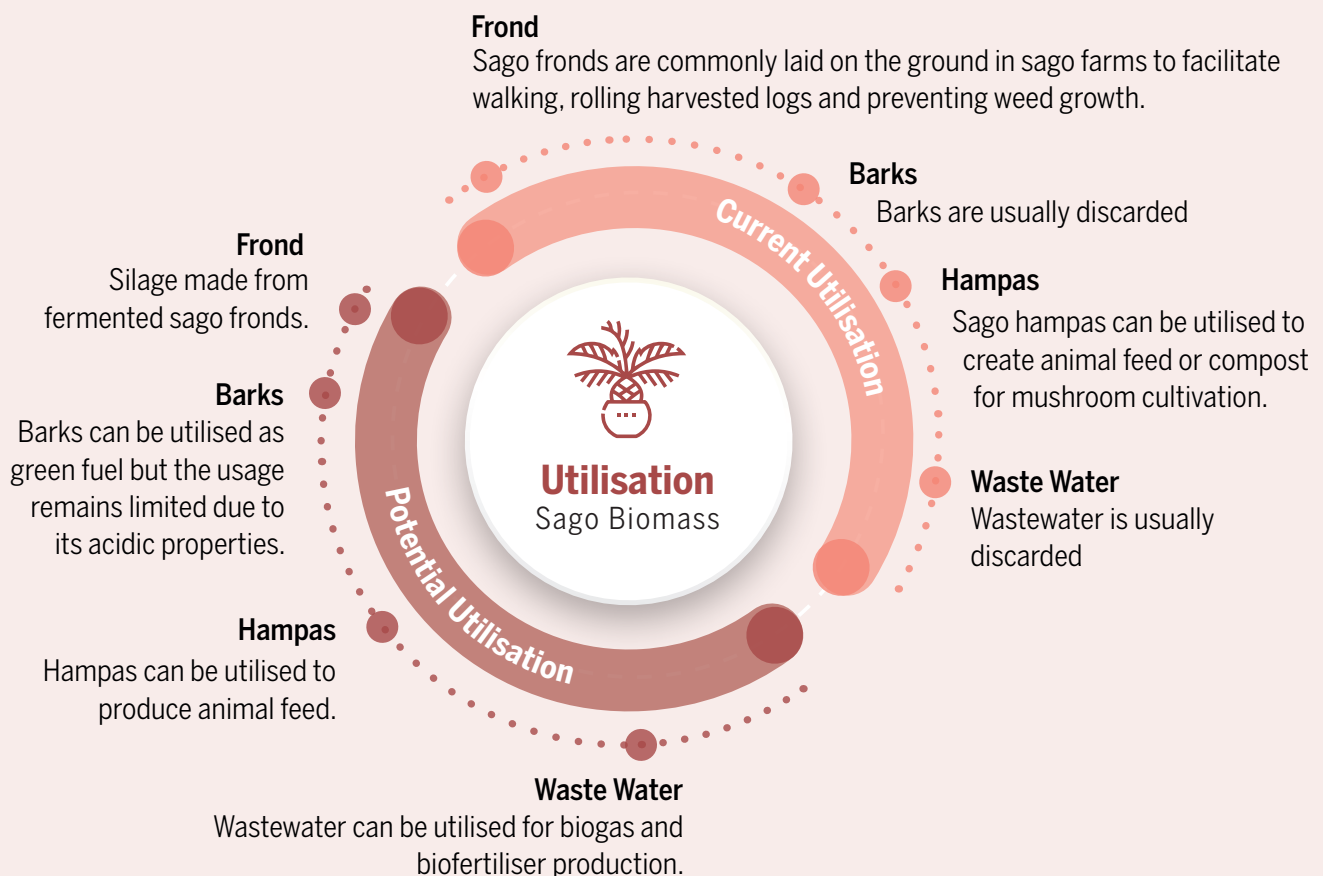 Frond
Sago fronds are commonly laid on the ground in sago farms to facilitate
walking, rolling harvested logs and preventing weed growth.
Barks
Barks are usually discarded
Hampas
Sago hampas can be utilised to
create animal feed or compost
for mushroom cultivation.
Waste Water
Wastewater is usually
discarded
Current Utilisation
Utilisation
Sago Biomass
Potential Utilisation
Frond
Silage made from
fermented sago fronds.
Barks
Barks can be utilised as
green fuel but the usage
remains limited due to
its acidic properties.
Hampas
Hampas can be utilised to
produce animal feed.
Waste Water
Wastewater can be utilised for biogas and
biofertiliser production.